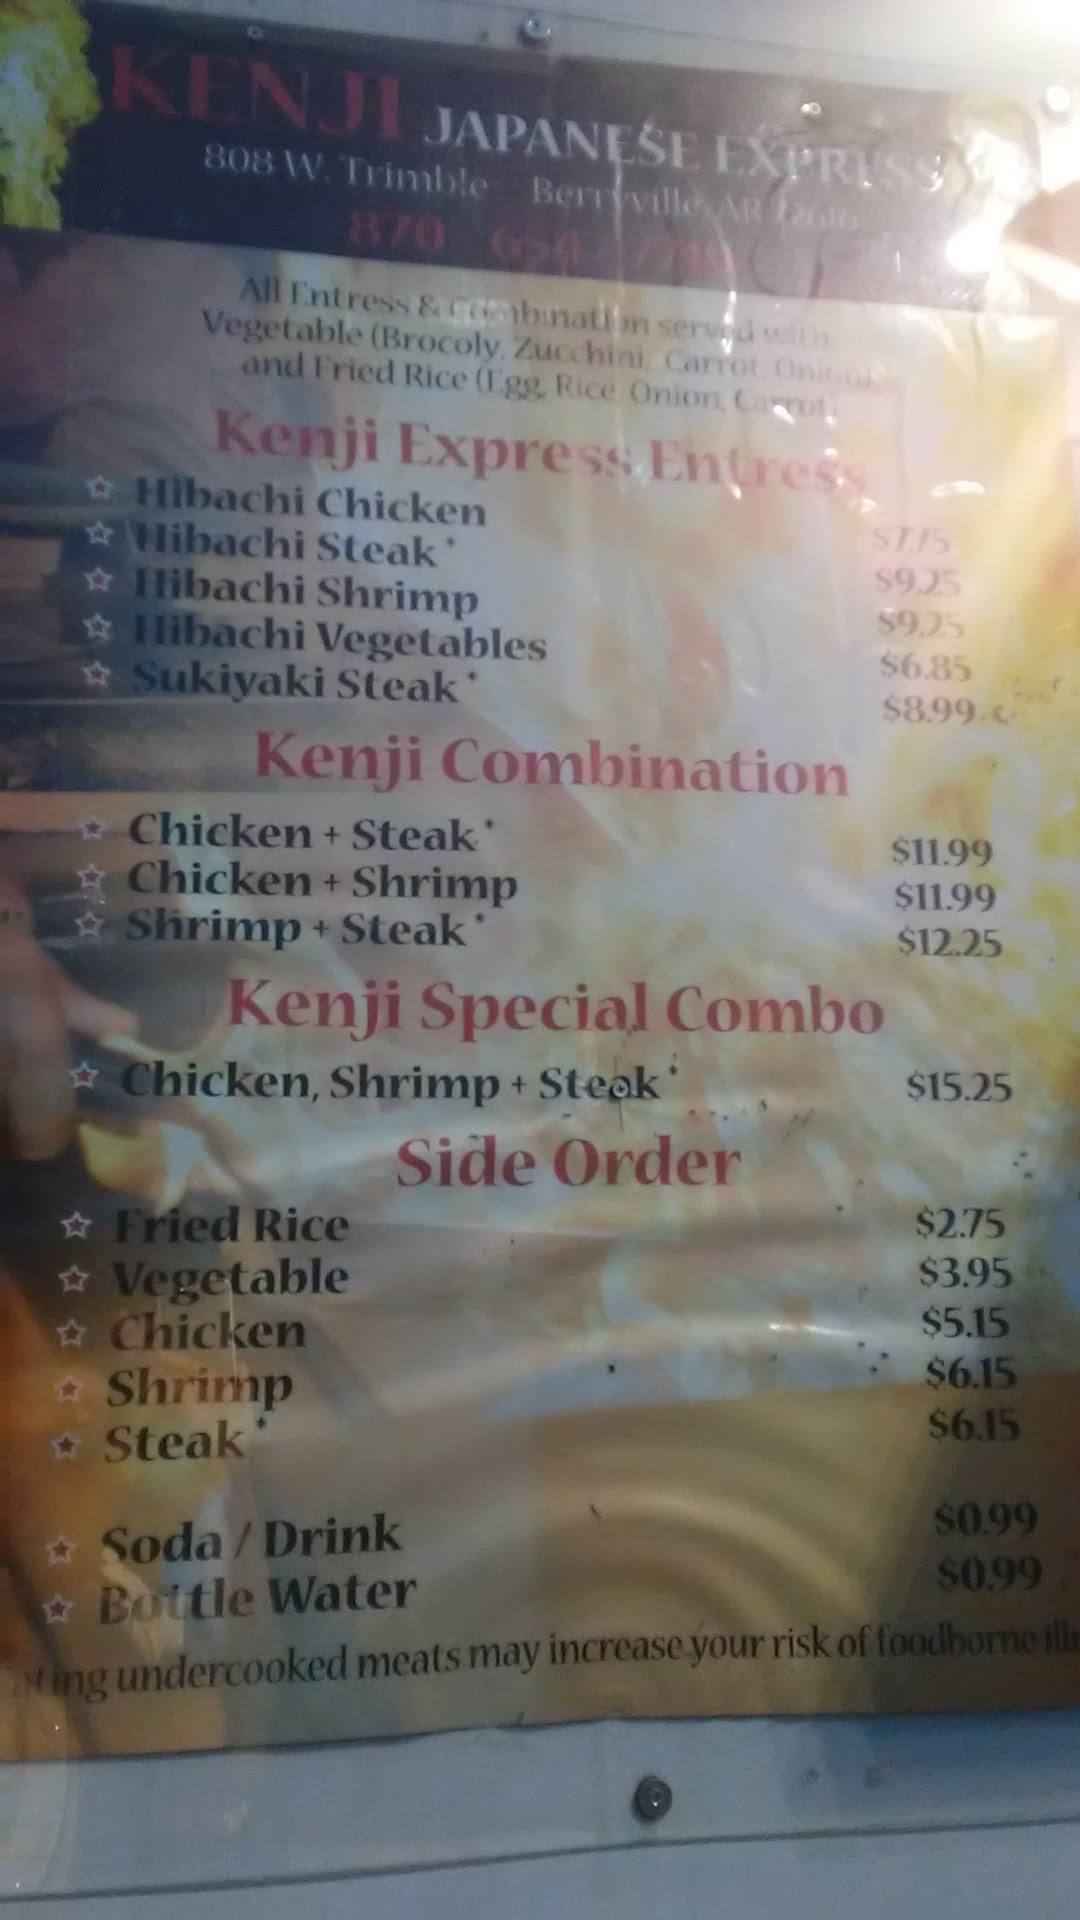 KENJI JAPANESE EXPRESS
808 W. Trimble Berryville, AR
870 654
All Entress & Combination served with
Vegetable (Brocoly, Zucchini, Carrot, Onion)
and Fried Rice (Egg, Rice, Onion, Carrot)
Kenji Express Entress
Hibachi Chicken $7.75
Hibachi Steak* $9.25
Hibachi Shrimp $9.25
Hibachi Vegetables $6.85
Sukiyaki Steak* $8.99
Kenji Combination
Chicken + Steak* $11.99
Chicken + Shrimp $11.99
Shrimp + Steak* $12.25
Kenji Special Combo
Chicken, Shrimp + Steak* $15.25
Side Order
Fried Rice $2.75
Vegetable $3.95
Chicken $5.15
Shrimp $6.15
Steak* $6.15
Soda / Drink $0.99
Bottle Water $0.99
undercooked meats may increase your risk of foodborne